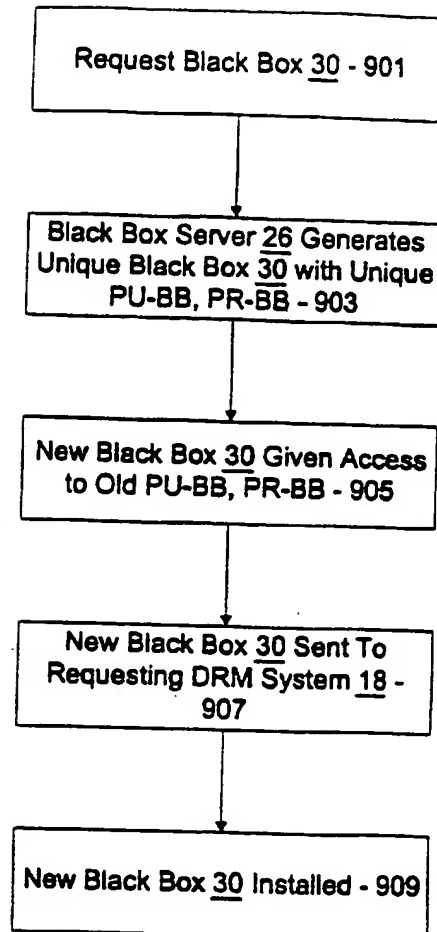 Request Black Box 30 - 901
Black Box Server 26 Generates
Unique Black Box 30 with Unique
PU-BB, PR-BB - 903
New Black Box 30 Given Access
to Old PU-BB, PR-BB - 905
New Black Box 30 Sent To
Requesting DRM System 18 -
907
New Black Box 30 Installed - 909